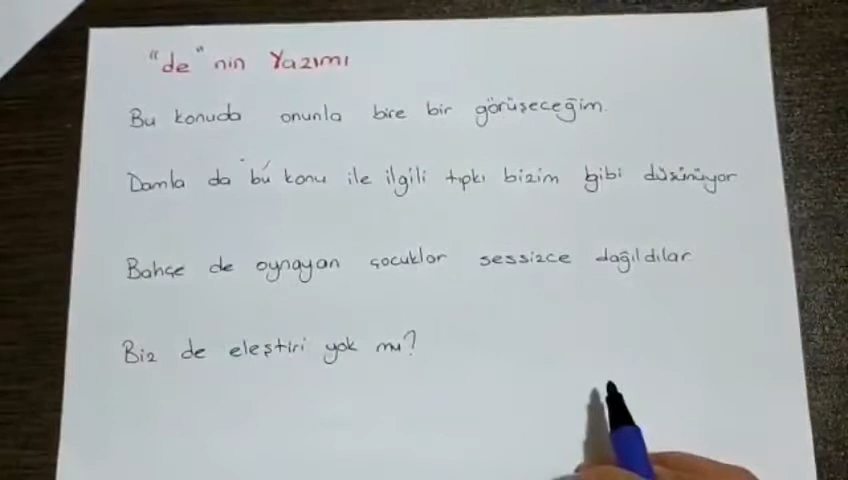 "de" nin Yazımı
Bu konuda onunla bire bir görüşeceğim.
Damla da bu konu ile ilgili tıpkı bizim gibi düşünüyor
Bahçe de oynayan çocuklar sessizce dağıldılar
Biz de eleştiri yok mu?